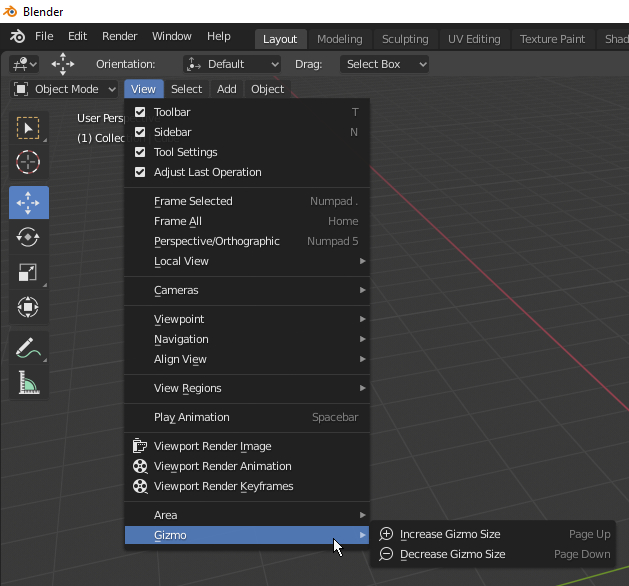 Blender
File Edit Render Window Help Layout Modeling Sculpting UV Editing Texture Paint Shad
Orientation: Default Drag: Select Box
Object Mode View Select Add Object
User Persp
(1) Collec
Toolbar T
Sidebar N
Tool Settings
Adjust Last Operation
Frame Selected Numpad .
Frame All Home
Perspective/Orthographic Numpad 5
Local View
Cameras
Viewpoint
Navigation
Align View
View Regions
Play Animation Spacebar
Viewport Render Image
Viewport Render Animation
Viewport Render Keyframes
Area
Gizmo
Increase Gizmo Size Page Up
Decrease Gizmo Size Page Down